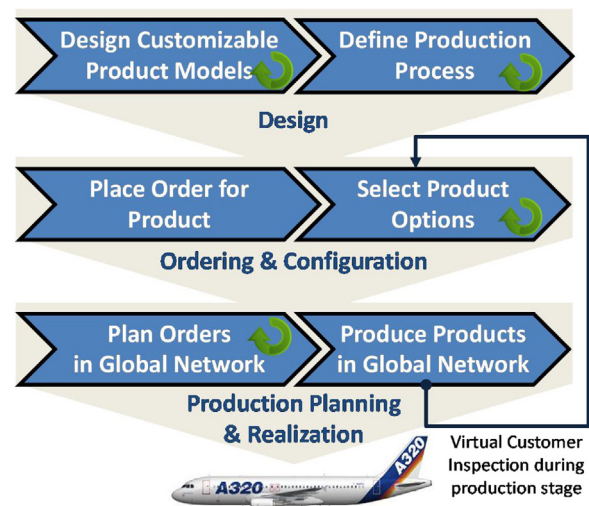 Design Customizable
Product Models
Define Production
Process
Design
Place Order for
Product
Select Product
Options
Ordering & Configuration
Plan Orders
in Global Network
Produce Products
in Global Network
Production Planning
& Realization
Virtual Customer
Inspection during
production stage
A320
A320